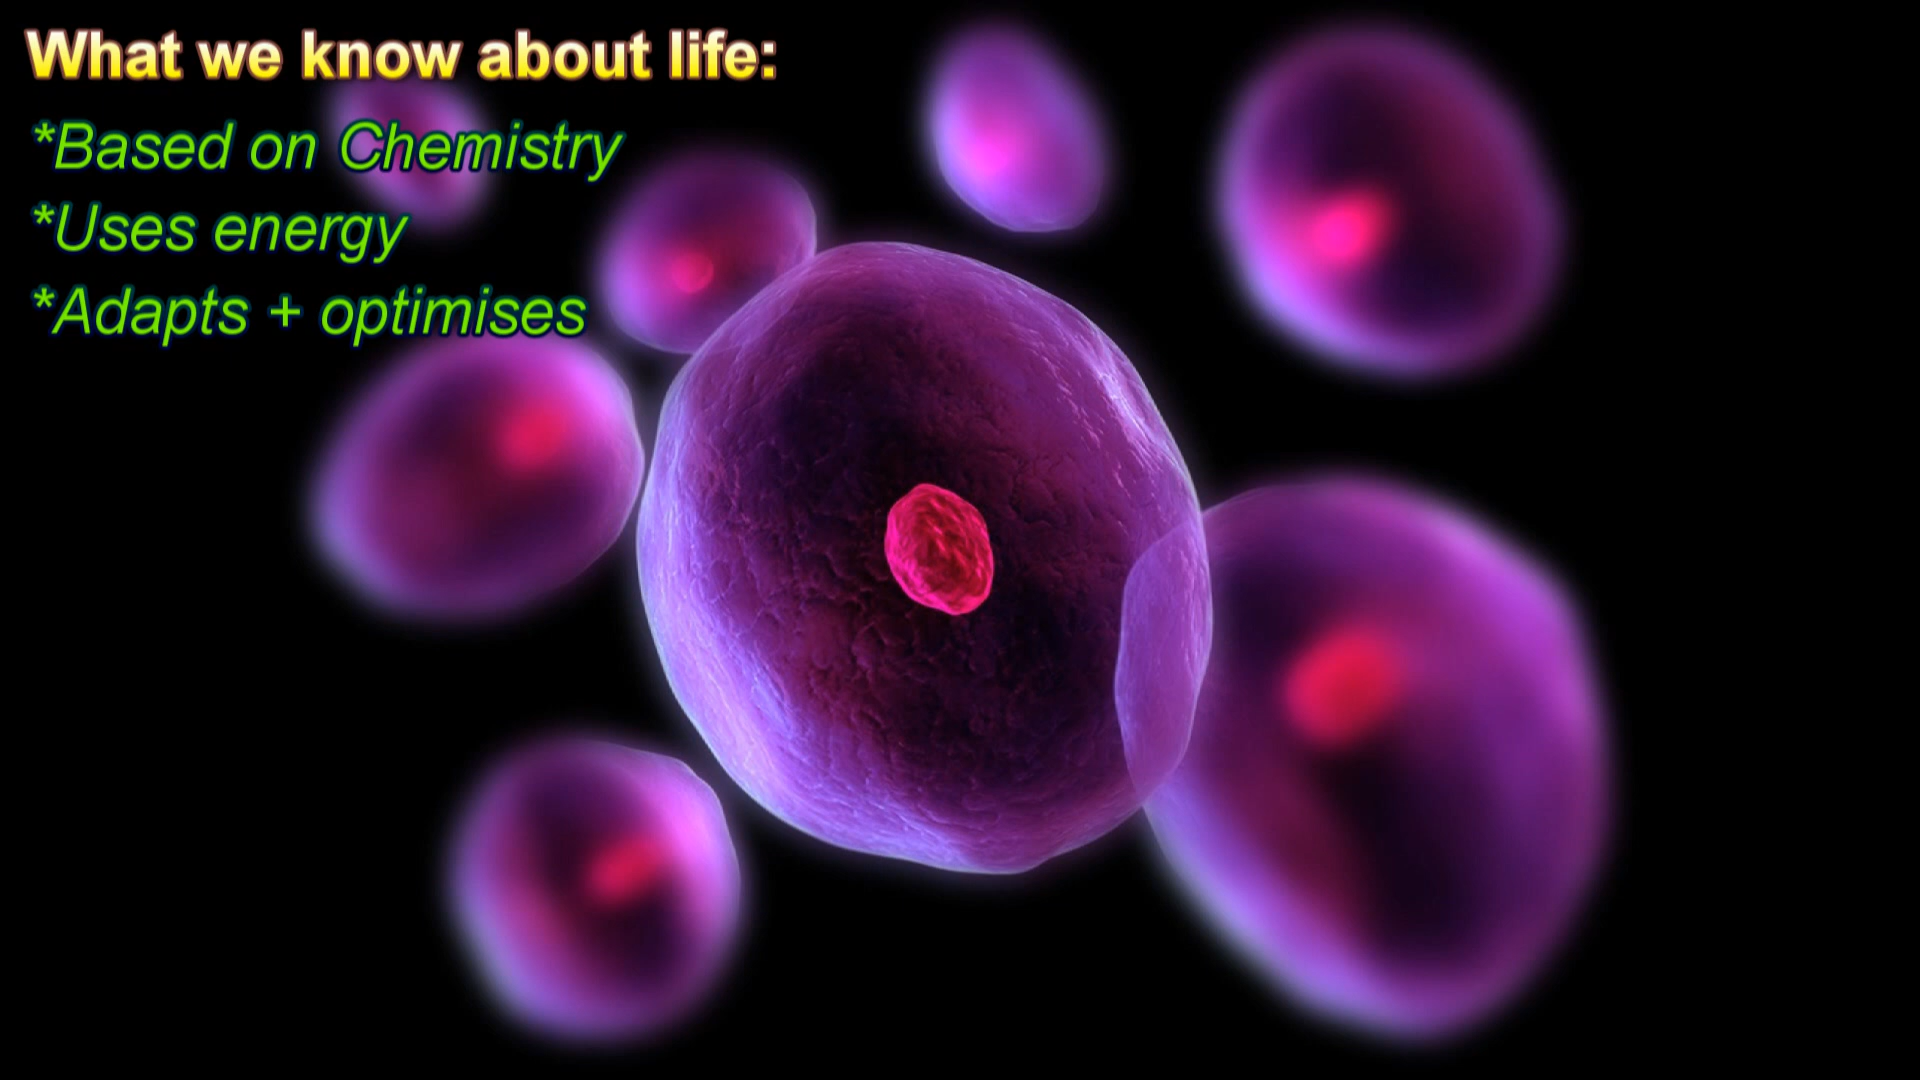 What we know about life:
*Based on Chemistry
*Uses energy
*Adapts + optimises